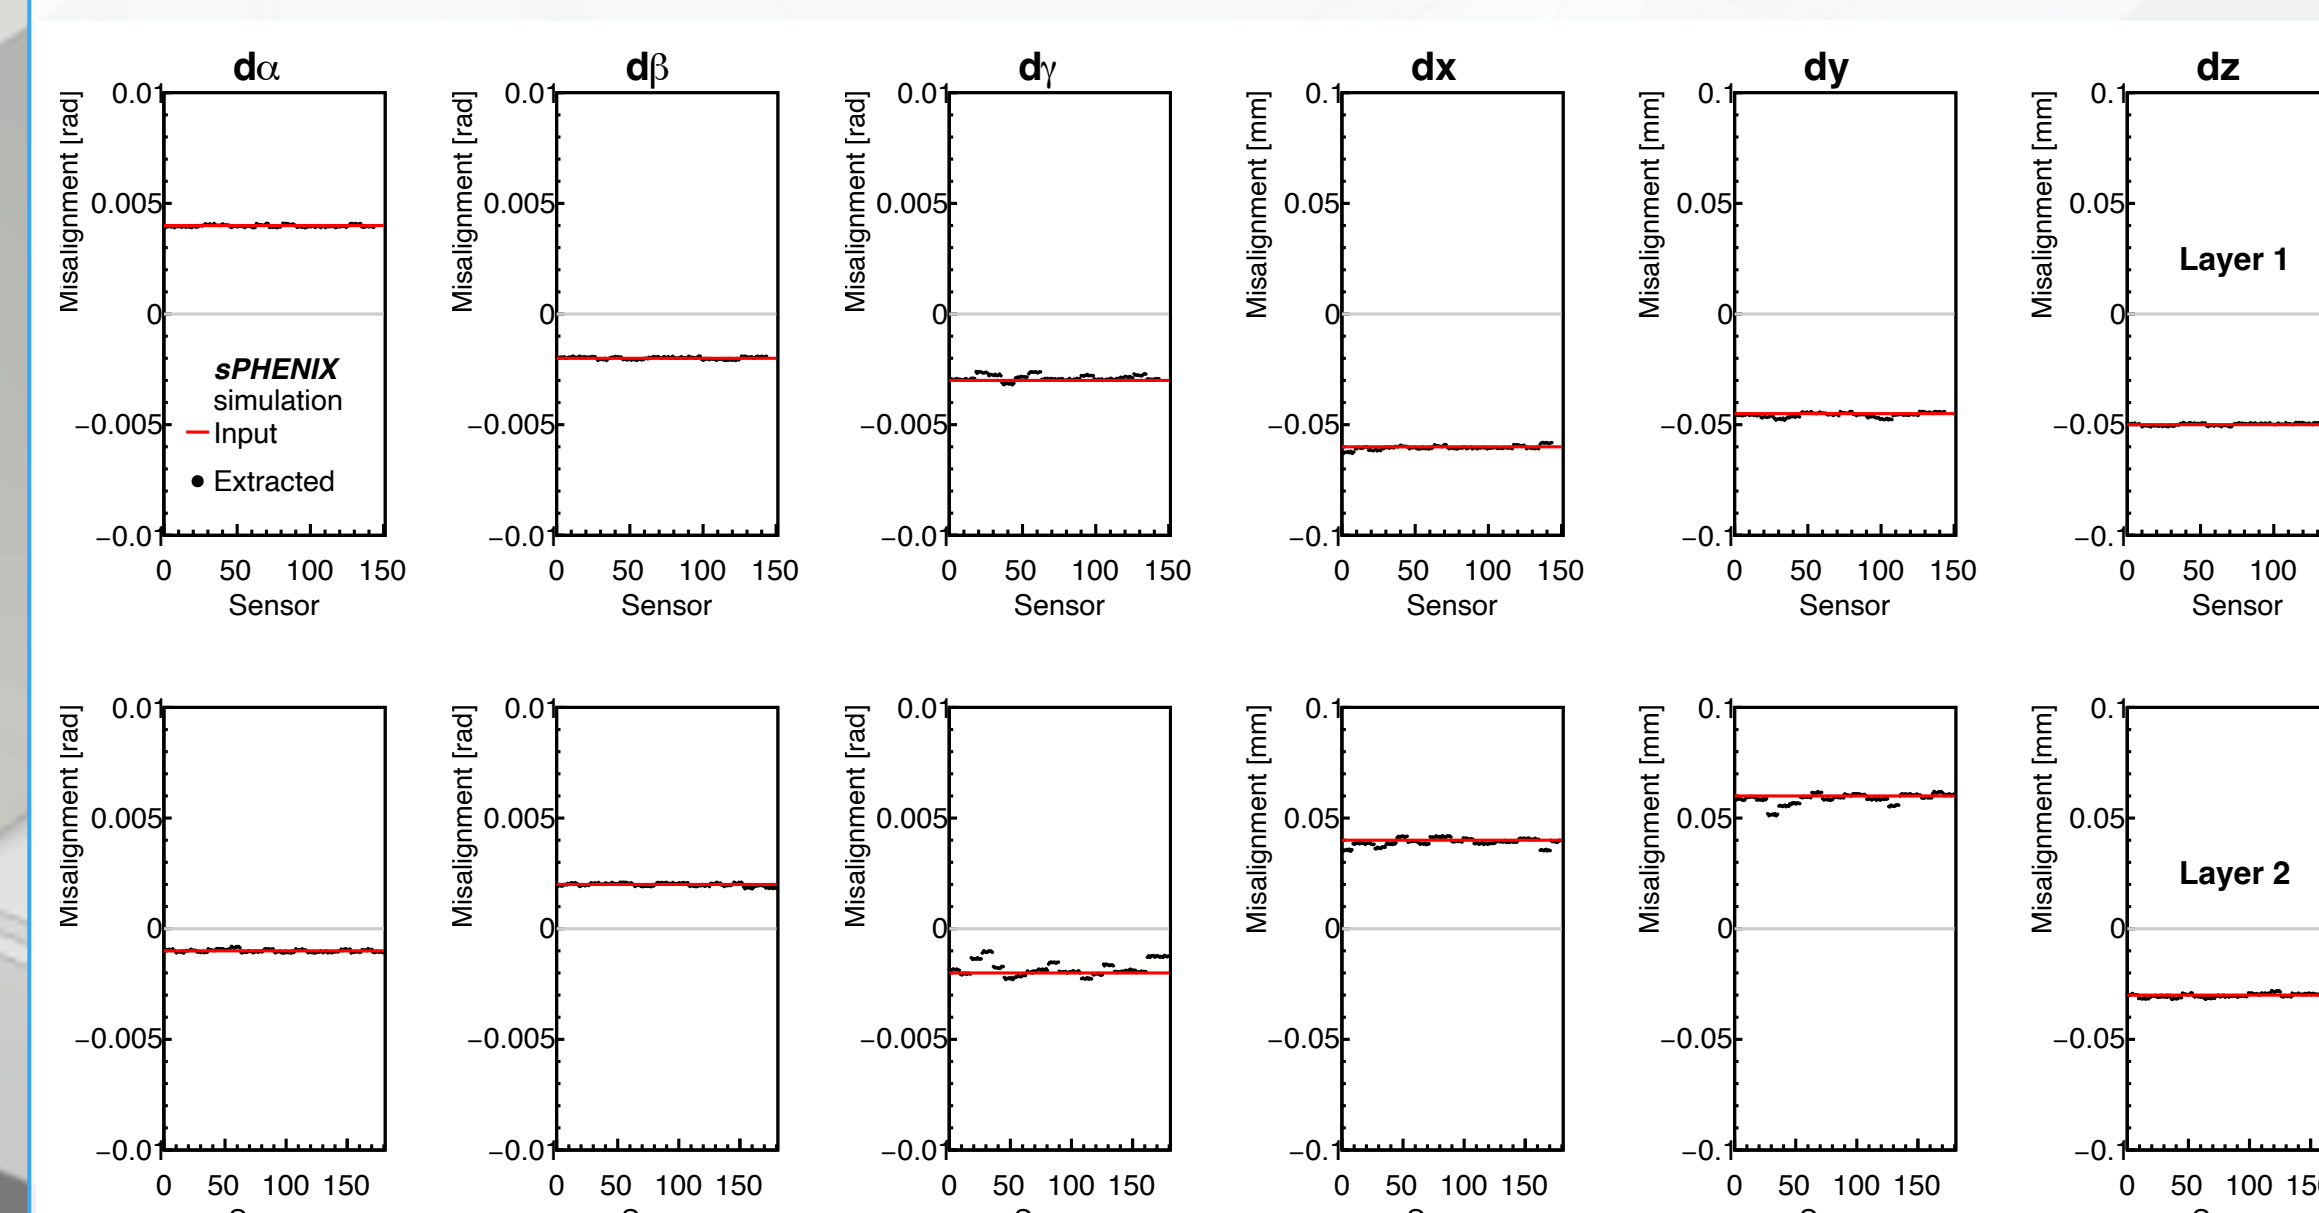 dα dβ dγ dx dy dz
Misalignment [rad] Misalignment [rad] Misalignment [rad] Misalignment [mm] Misalignment [mm] Misalignment [mm]
0.01 0.01 0.01 0.1 0.1 0.1
0.005 0.005 0.005 0.05 0.05 0.05
Layer 1
0 0 0 0 0 0
sPHENIX
simulation
−0.005 −0.005 −0.005 −0.05 −0.05 −0.05
Input
Extracted
−0.01 −0.01 −0.01 −0.1 −0.1 −0.1
0 50 100 150 0 50 100 150 0 50 100 150 0 50 100 150 0 50 100 150 0 50 100
Sensor Sensor Sensor Sensor Sensor Sensor
Misalignment [rad] Misalignment [rad] Misalignment [rad] Misalignment [mm] Misalignment [mm] Misalignment [mm]
0.01 0.01 0.01 0.1 0.1 0.1
0.005 0.005 0.005 0.05 0.05 0.05
Layer 2
0 0 0 0 0 0
−0.005 −0.005 −0.005 −0.05 −0.05 −0.05
−0.01 −0.01 −0.01 −0.1 −0.1 −0.1
0 50 100 150 0 50 100 150 0 50 100 150 0 50 100 150 0 50 100 150 0 50 100